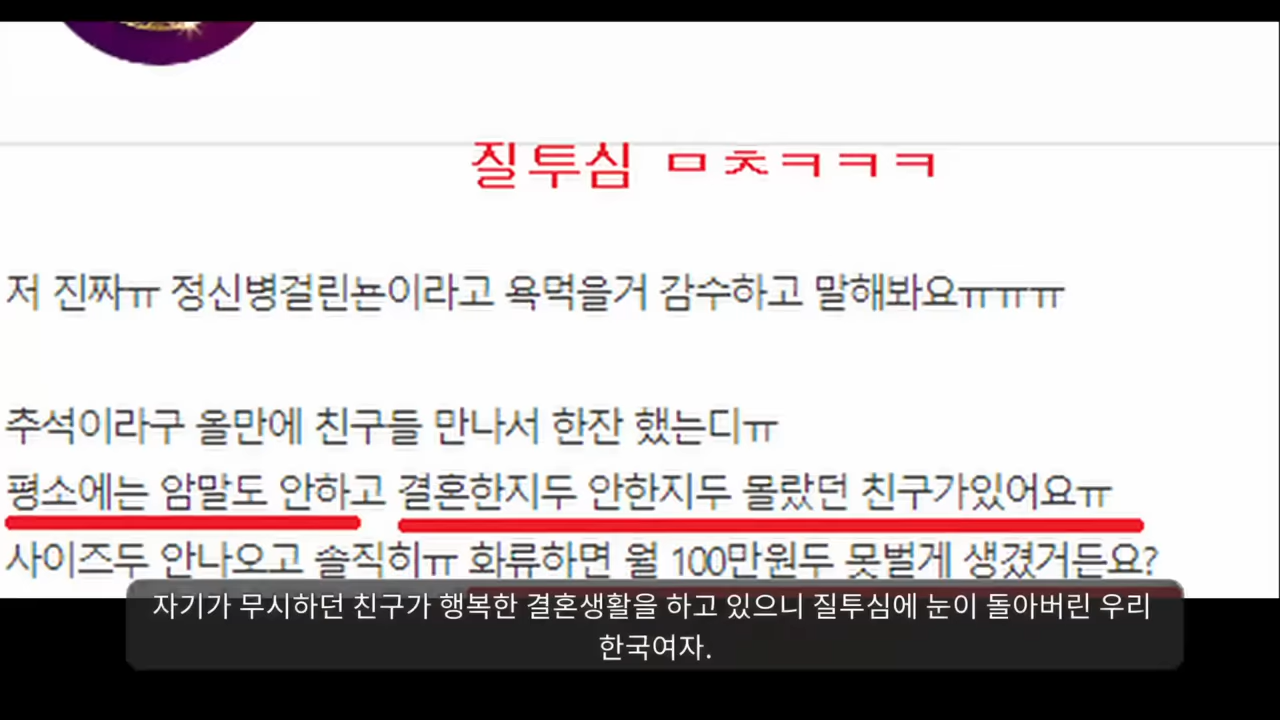 질투심 ㅁㅊㅋㅋㅋ
저 진짜ㅠ 정신병걸린뇬이라고 욕먹을거 감수하고 말해봐요ㅠㅠㅠ
추석이라구 올만에 친구들 만나서 한잔 했는디ㅠ
평소에는 암말도 안하고 결혼한지두 안한지두 몰랐던 친구가있어요ㅠ
사이즈두 안나오고 솔직히ㅠ 화류하면 월 100만원두 못벌게 생겼거든요?
자기가 무시하던 친구가 행복한 결혼생활을 하고 있으니 질투심에 눈이 돌아버린 우리
한국여자.